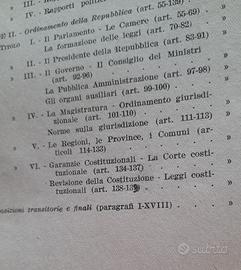 III. -
IV. - Rapporti politici
E II. - Ordinamento della Repubblica (art. 55-139)
TITOLO I. - Il Parlamento - Le Camere (art. 55-69)
La formazione delle leggi (art. 70-82)
II. - Il Presidente della Repubblica (art. 83-91)
III. - Il Governo - Il Consiglio dei Ministri
(art. 92-96)
La Pubblica Amministrazione (art. 97-98)
Gli organi ausiliari (art. 99-100)
IV. - La Magistratura - Ordinamento giurisdi-
zionale (art. 101-110)
Norme sulla giurisdizione (art. 111-113)
V. - Le Regioni, le Province, i Comuni (ar-
ticoli 114-133)
VI. - Garanzie Costituzionali - La Corte costi-
tuzionale (art. 134-137)
Revisione della Costituzione - Leggi costi-
tuzionali (art. 138-139)
posizioni transitorie e finali (paragrafi I-XVIII)
subito